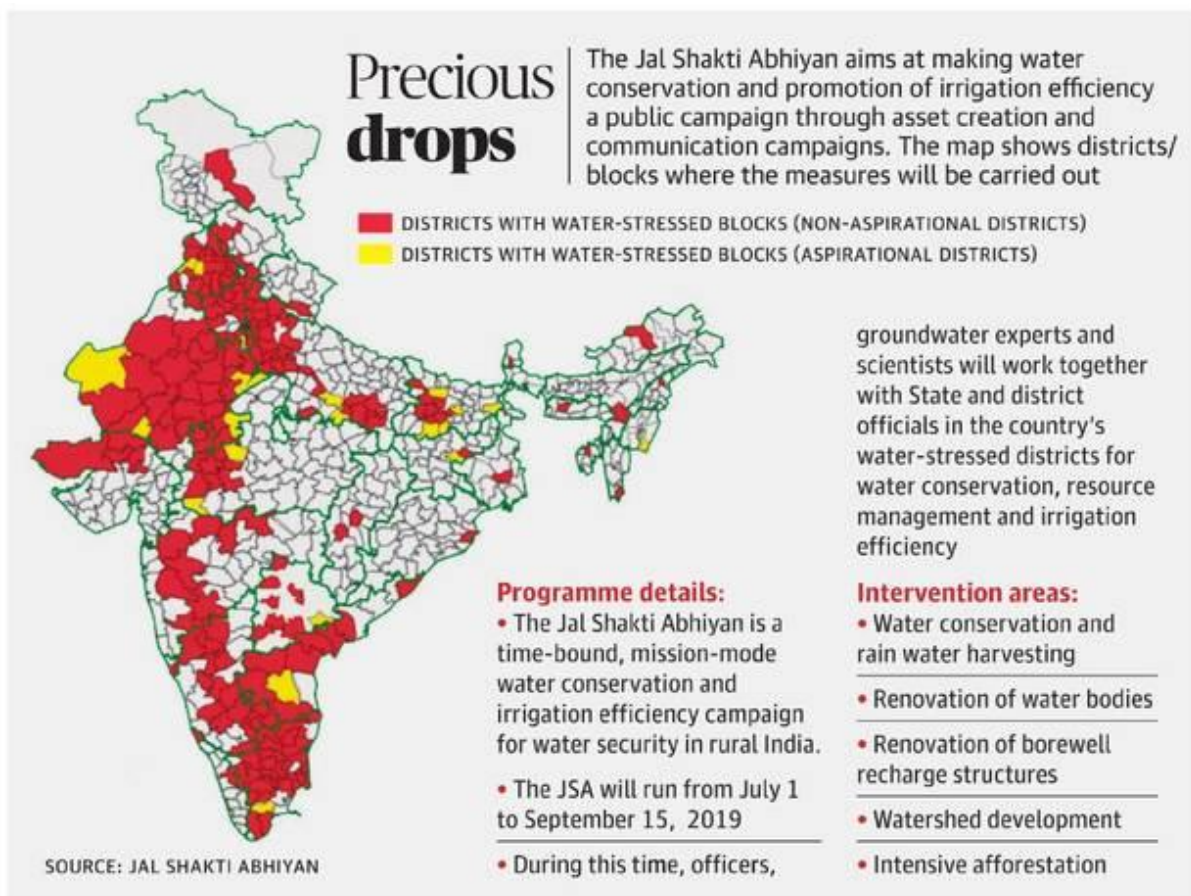 Precious
drops
The Jal Shakti Abhiyan aims at making water
conservation and promotion of irrigation efficiency
a public campaign through asset creation and
communication campaigns. The map shows districts/
blocks where the measures will be carried out
DISTRICTS WITH WATER-STRESSED BLOCKS (NON-ASPIRATIONAL DISTRICTS)
DISTRICTS WITH WATER-STRESSED BLOCKS (ASPIRATIONAL DISTRICTS)
Programme details:
• The Jal Shakti Abhiyan is a
time-bound, mission-mode
water conservation and
irrigation efficiency campaign
for water security in rural India.
• The JSA will run from July 1
to September 15, 2019
• During this time, officers,
groundwater experts and
scientists will work together
with State and district
officials in the country's
water-stressed districts for
water conservation, resource
management and irrigation
efficiency
Intervention areas:
• Water conservation and
rain water harvesting
• Renovation of water bodies
• Renovation of borewell
recharge structures
• Watershed development
• Intensive afforestation
SOURCE: JAL SHAKTI ABHIYAN